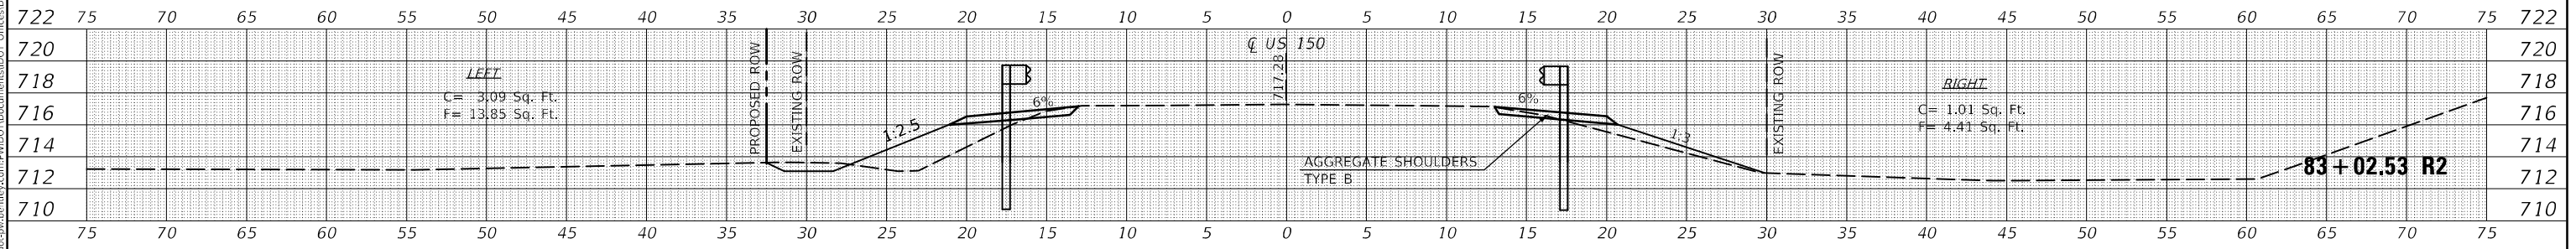 722 75 70 65 60 55 50 45 40 35 30 25 20 15 10 5 0 5 10 15 20 25 30 35 40 45 50 55 60 65 70 75 722
720 ℄ US 150 720
718 LEFT PROPOSED ROW EXISTING ROW 717.283 EXISTING ROW RIGHT 718
C= 3.09 Sq. Ft. 6% 6% C= 1.01 Sq. Ft.
716 F= 13.85 Sq. Ft. F= 4.41 Sq. Ft. 716
1:2.5 1:3
714 714
AGGREGATE SHOULDERS
TYPE B
712 83+02.53 R2 712
710 710
75 70 65 60 55 50 45 40 35 30 25 20 15 10 5 0 5 10 15 20 25 30 35 40 45 50 55 60 65 70 75